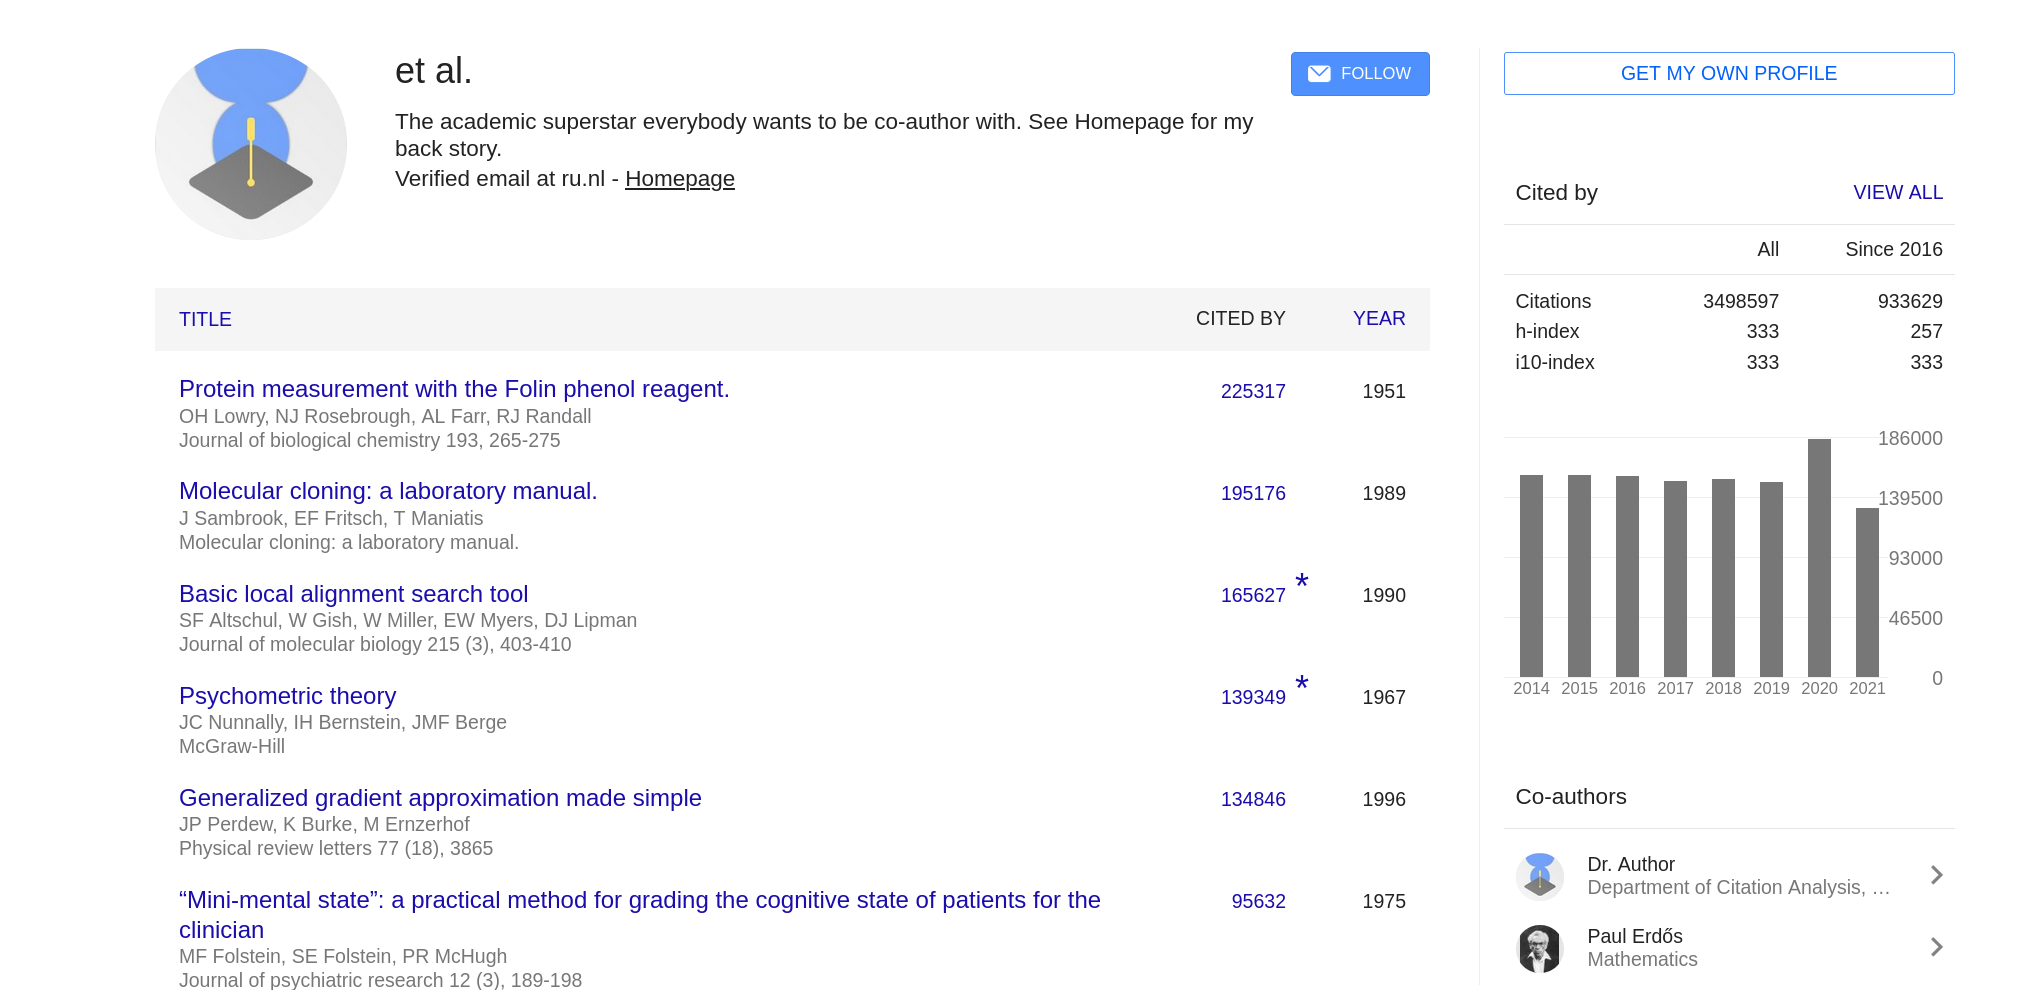 et al.
FOLLOW
The academic superstar everybody wants to be co-author with. See Homepage for my
back story.
Verified email at ru.nl - Homepage
TITLE CITED BY YEAR
Protein measurement with the Folin phenol reagent. 225317 1951
OH Lowry, NJ Rosebrough, AL Farr, RJ Randall
Journal of biological chemistry 193, 265-275
Molecular cloning: a laboratory manual. 195176 1989
J Sambrook, EF Fritsch, T Maniatis
Molecular cloning: a laboratory manual.
Basic local alignment search tool 165627 * 1990
SF Altschul, W Gish, W Miller, EW Myers, DJ Lipman
Journal of molecular biology 215 (3), 403-410
Psychometric theory 139349 * 1967
JC Nunnally, IH Bernstein, JMF Berge
McGraw-Hill
Generalized gradient approximation made simple 134846 1996
JP Perdew, K Burke, M Ernzerhof
Physical review letters 77 (18), 3865
“Mini-mental state”: a practical method for grading the cognitive state of patients for the 95632 1975
clinician
MF Folstein, SE Folstein, PR McHugh
Journal of psychiatric research 12 (3), 189-198
GET MY OWN PROFILE
Cited by VIEW ALL
All Since 2016
Citations 3498597 933629
h-index 333 257
i10-index 333 333
186000
139500
93000
46500
0
2014 2015 2016 2017 2018 2019 2020 2021
Co-authors
Dr. Author
Department of Citation Analysis, …
Paul Erdős
Mathematics